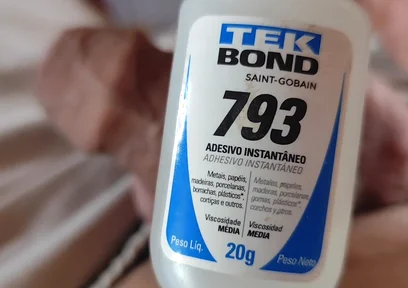 TEK
BOND
SAINT-GOBAIN
793
ADESIVO INSTANTÂNEO
ADHESIVO INSTANTÁNEO
Metais, papéis,
madeiras, porcelanas,
borrachas, plásticos*,
cortiças e outros.
Metales, papeles,
maderas, porcelanas,
gomas, plásticos*,
corchos y otros.
Viscosidade
MÉDIA
Viscosidad
MEDIA
Peso Líq.
20g
Peso Neto